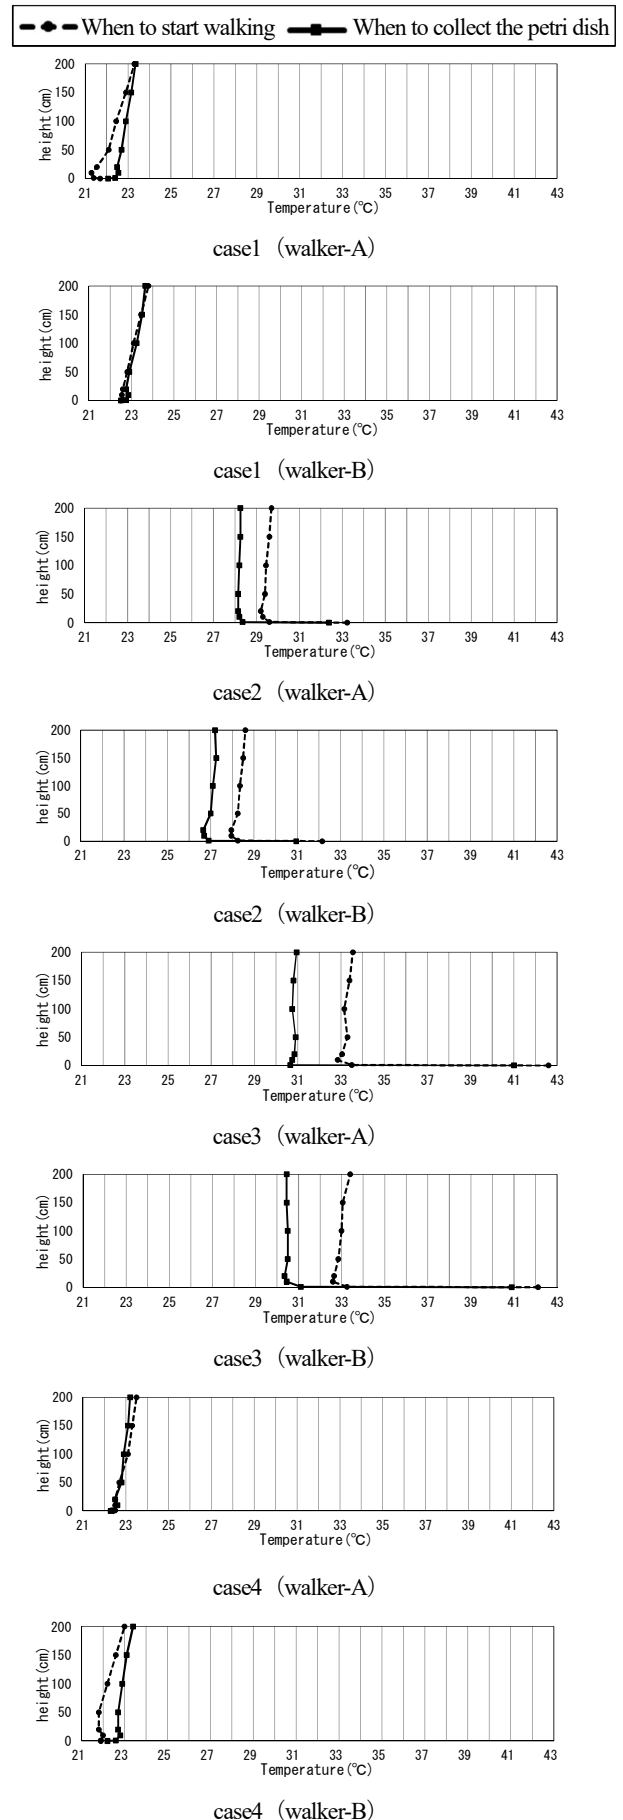 When to start walking When to collect the petri dish
200
150
100
50
0
height(cm)
21 23 25 27 29 31 33 35 37 39 41 43
Temperature(℃)
case1 (walker-A)
200
150
100
50
0
height(cm)
21 23 25 27 29 31 33 35 37 39 41 43
Temperature(℃)
case1 (walker-B)
200
150
100
50
0
height(cm)
21 23 25 27 29 31 33 35 37 39 41 43
Temperature(℃)
case2 (walker-A)
200
150
100
50
0
height(cm)
21 23 25 27 29 31 33 35 37 39 41 43
Temperature(℃)
case2 (walker-B)
200
150
100
50
0
height(cm)
21 23 25 27 29 31 33 35 37 39 41 43
Temperature(℃)
case3 (walker-A)
200
150
100
50
0
height(cm)
21 23 25 27 29 31 33 35 37 39 41 43
Temperature(℃)
case3 (walker-B)
200
150
100
50
0
height(cm)
21 23 25 27 29 31 33 35 37 39 41 43
Temperature(℃)
case4 (walker-A)
200
150
100
50
0
height(cm)
21 23 25 27 29 31 33 35 37 39 41 43
Temperature(℃)
case4 (walker-B)